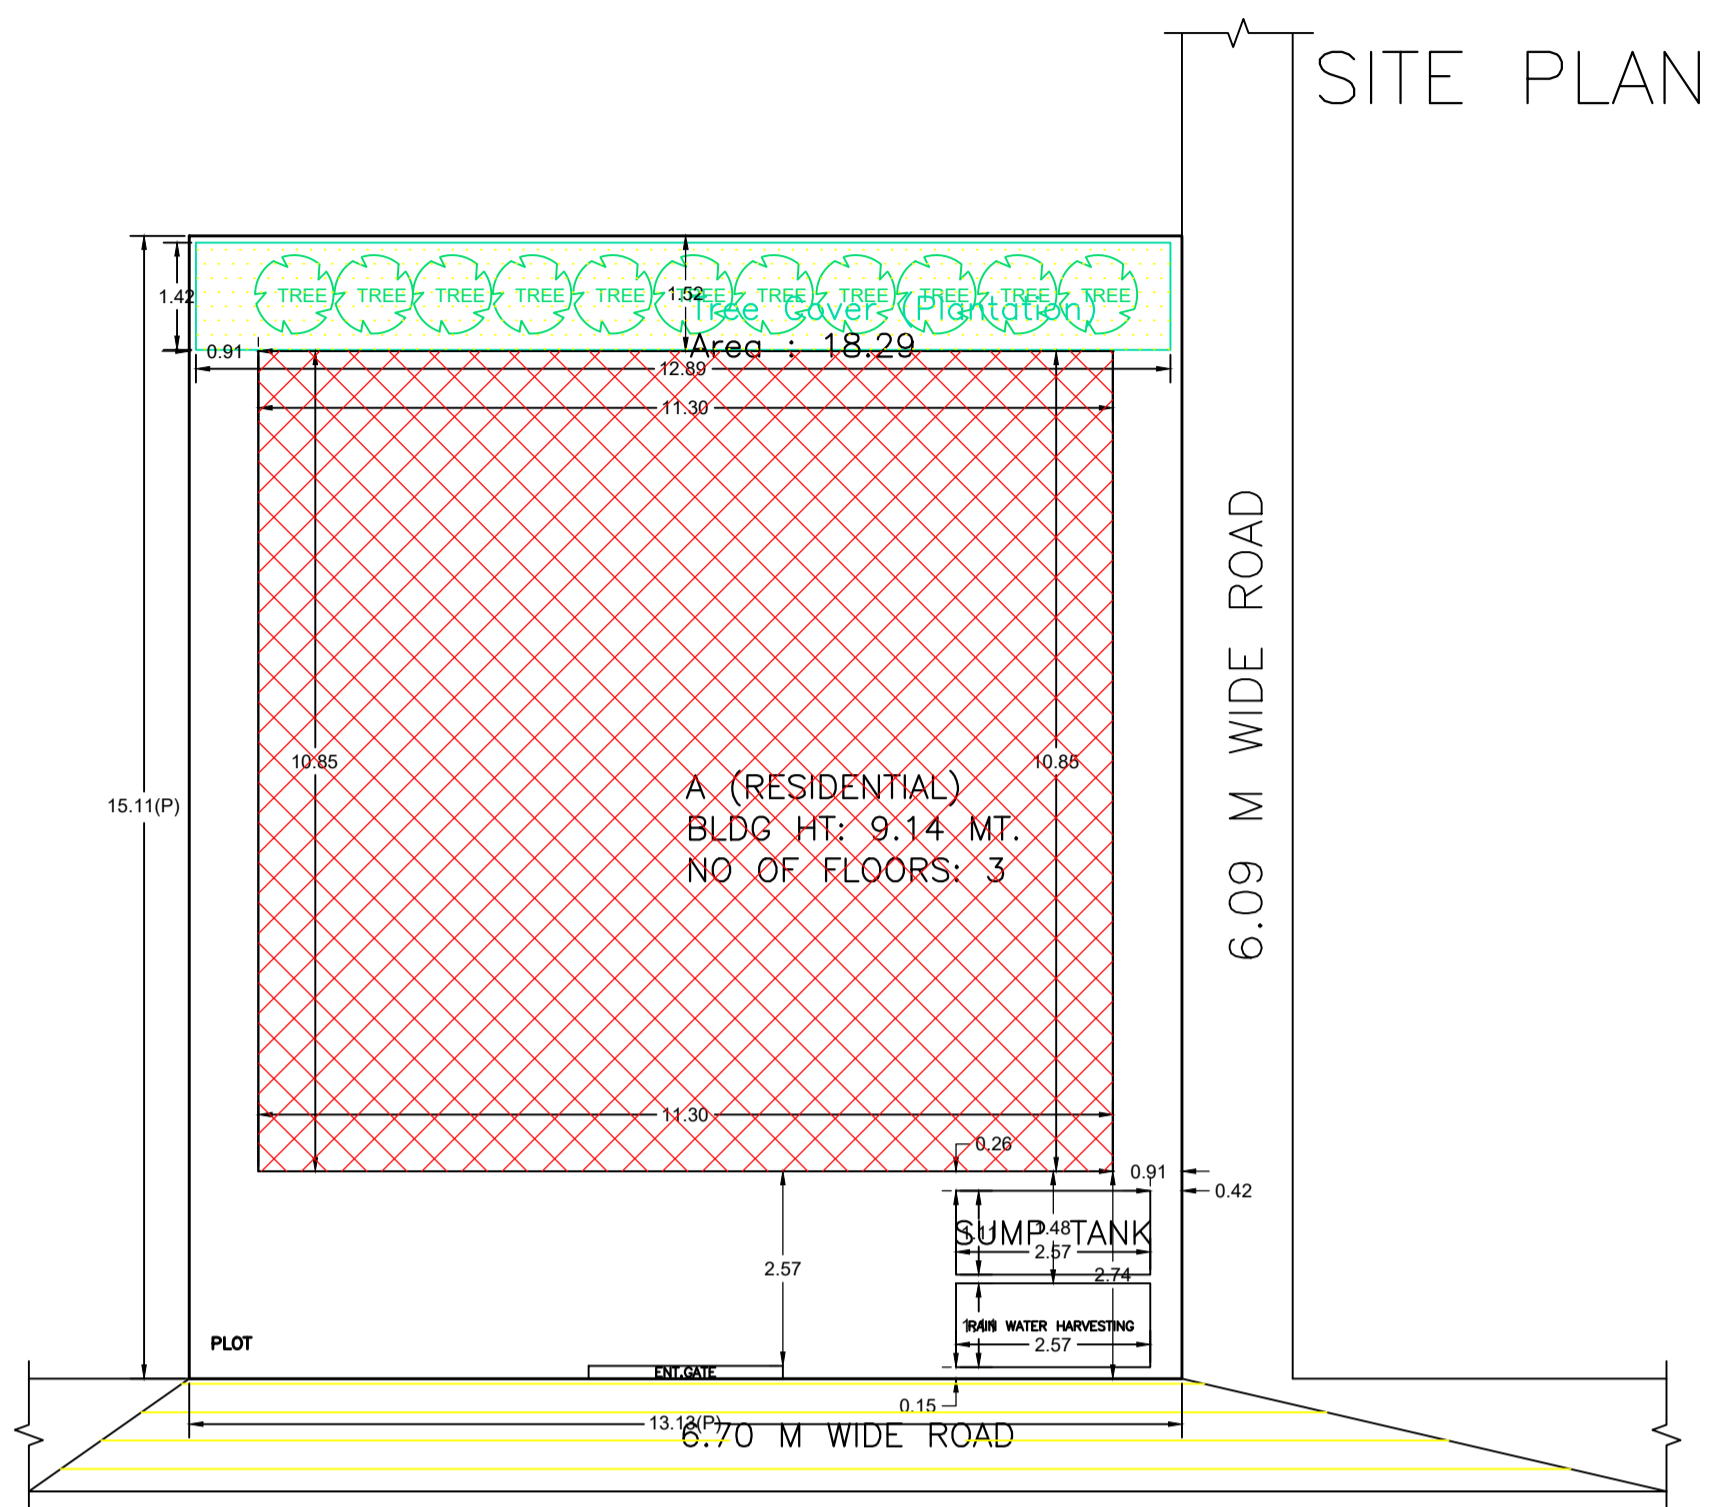 SITE PLAN
1.42
TREE TREE TREE TREE TREE TREE TREE TREE TREE TREE TREE
1.52
Tree Cover (Plantation)
Area : 18.29
0.91
12.89
11.30
6.09 M WIDE ROAD
10.85
10.85
15.11(P)
A (RESIDENTIAL)
BLDG HT: 9.14 MT.
NO OF FLOORS: 3
11.30
0.26
0.91
0.42
SUMP TANK
1.11
1.48
2.57
2.57
2.74
RAIN WATER HARVESTING
2.57
PLOT
ENT.GATE
0.15
13.13(P)
6.70 M WIDE ROAD